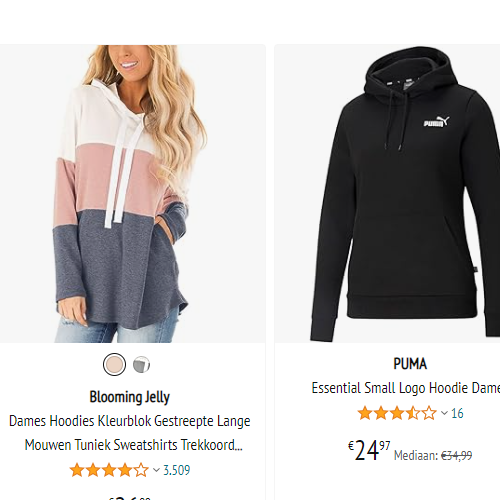 Blooming Jelly
Dames Hoodies Kleurblok Gestreepte Lange
Mouwen Tuniek Sweatshirts Trekkoord...
3.509
PUMA
PUMA
Essential Small Logo Hoodie Dame
16
€24,97 Mediaan: €34,99